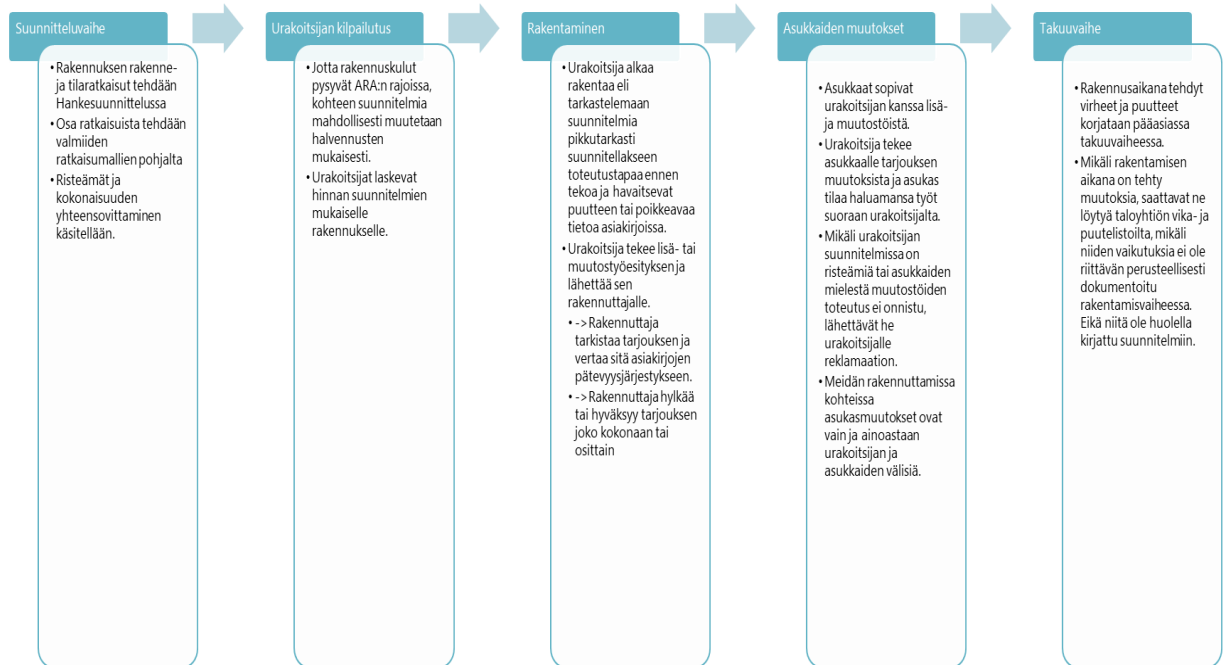 Suunnitteluvaihe
• Rakennuksen rakenne-
ja tilaratkaisut tehdään
Hankesuunnittelussa
• Osa ratkaisuista tehdään
valmiiden
ratkaisumallien pohjalta
• Risteämät ja
kokonaisuuden
yhteensovittaminen
käsitellään.
Urakoitsijan kilpailutus
• Jotta rakennuskulut
pysyvät ARA:n rajoissa,
kohteen suunnitelmia
mahdollisesti muutetaan
halvennusten
mukaisesti.
• Urakoitsijat laskevat
hinnan suunnitelmien
mukaiselle
rakennukselle.
Rakentaminen
• Urakoitsija alkaa
rakentaa eli
tarkastelemaan
suunnitelmia
pikkutarkasti
suunnitellakseen
toteutustapaa ennen
tekoa ja havaitsevat
puutteen tai poikkeavaa
tietoa asiakirjoissa.
• Urakoitsija tekee lisä- tai
muutostyöesityksen ja
lähettää sen
rakennuttajalle.
• -> Rakennuttaja
tarkistaa tarjouksen ja
vertaa sitä asiakirjojen
pätevyysjärjestykseen.
• -> Rakennuttaja hylkää
tai hyväksyy tarjouksen
joko kokonaan tai
osittain
Asukkaiden muutokset
• Asukkaat sopivat
urakoitsijan kanssa lisä-
ja muutostöistä.
• Urakoitsija tekee
asukkaalle tarjouksen
muutoksista ja asukas
tilaa haluamansa työt
suoraan urakoitsijalta.
• Mikäli urakoitsijan
suunnitelmissa on
risteämiä tai asukkaiden
mielestä muutostöiden
toteutus ei onnistu,
lähettävät he
urakoitsijalle
reklamaation.
• Meidän rakennuttamissa
kohteissa
asukasmuutokset ovat
vain ja ainoastaan
urakoitsijan ja
asukkaiden välisiä.
Takuuvaihe
• Rakennusaikana tehdyt
virheet ja puutteet
korjataan pääasiassa
takuuvaiheessa.
• Mikäli rakentamisen
aikana on tehty
muutoksia, saattavat ne
löytyä taloyhtiön vika- ja
puutelistoilta, mikäli
niiden vaikutuksia ei ole
riittävän perusteellisesti
dokumentoitu
rakentamisvaiheessa.
Eikä niitä ole huolella
kirjattu suunnitelmiin.